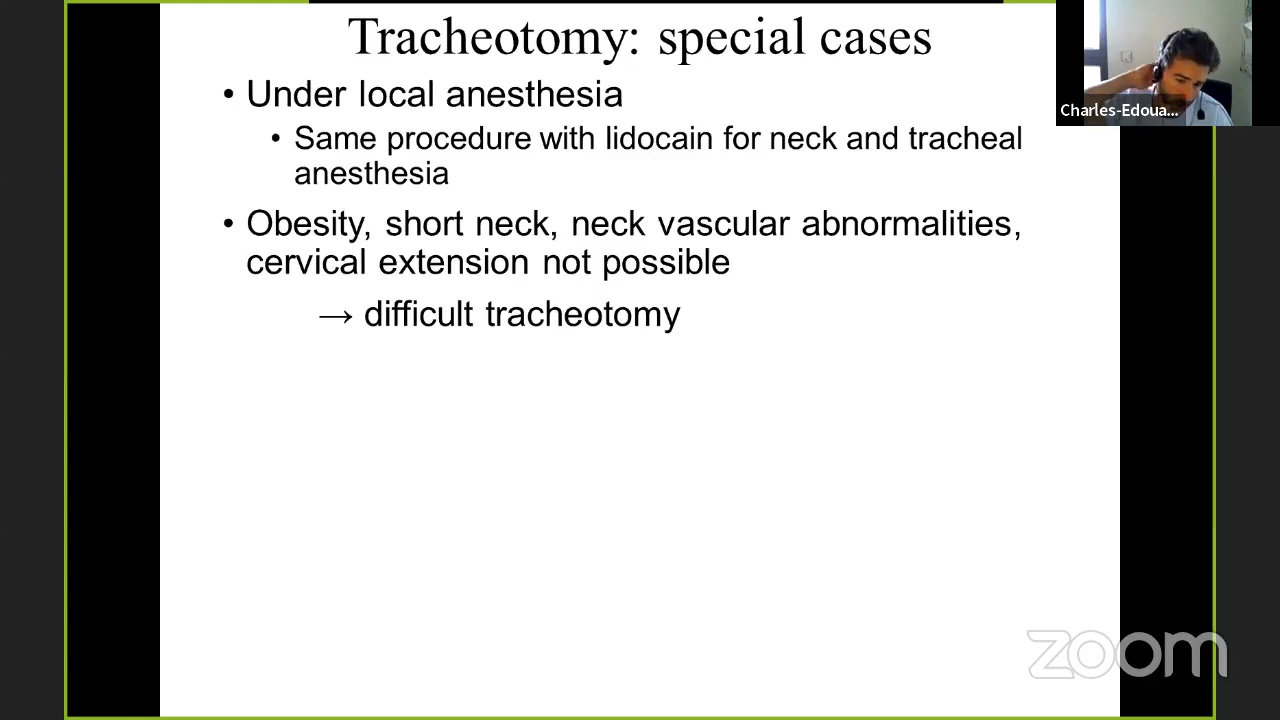 Tracheotomy: special cases
• Under local anesthesia
• Same procedure with lidocain for neck and tracheal
anesthesia
• Obesity, short neck, neck vascular abnormalities,
cervical extension not possible
→ difficult tracheotomy
Charles-Edoua...
zoom